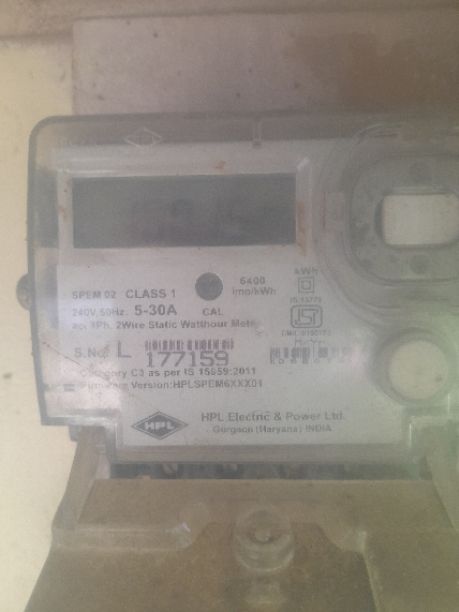 SPEM 02 CLASS 1
240V, 50Hz, 5-30A
CAL
6400
imp/kWh
kWh
IS 13779
ac, 1Ph. 2Wire Static Watthour Meter
S.No. L 177159
Category C3 as per IS 15959:2011
Firmware Version:HPLSPEM6XXX01
HPL
HPL Electric & Power Ltd.
Gurgaon (Haryana) INDIA